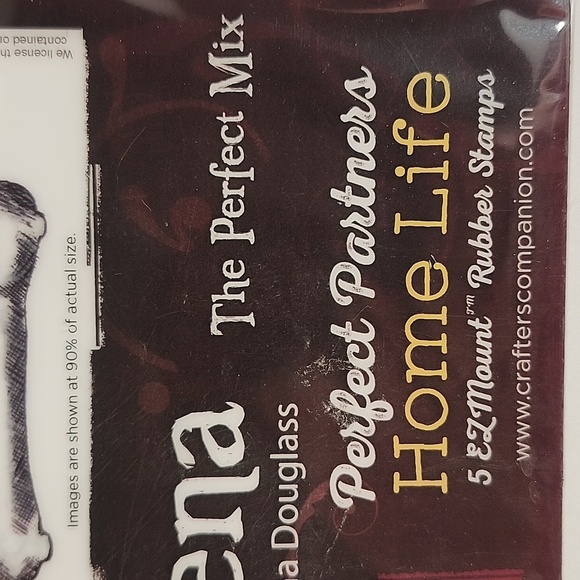 We license th
contained o
Images are shown at 90% of actual size.
ena The Perfect Mix
a Douglass
Perfect Partners
Home Life
5 EZMount™ Rubber Stamps
www.crafterscompanion.com